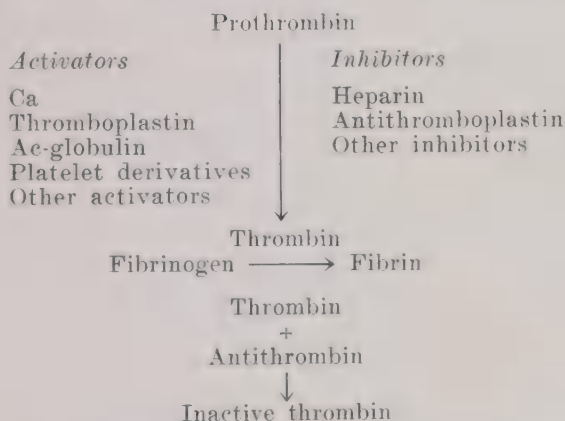 Prothrombin
Activators
Ca
Thromboplastin
Ac-globulin
Platelet derivatives
Other activators
Inhibitors
Heparin
Antithromboplastin
Other inhibitors
Thrombin
Fibrinogen ⟶ Fibrin
Thrombin
+
Antithrombin
↓
Inactive thrombin